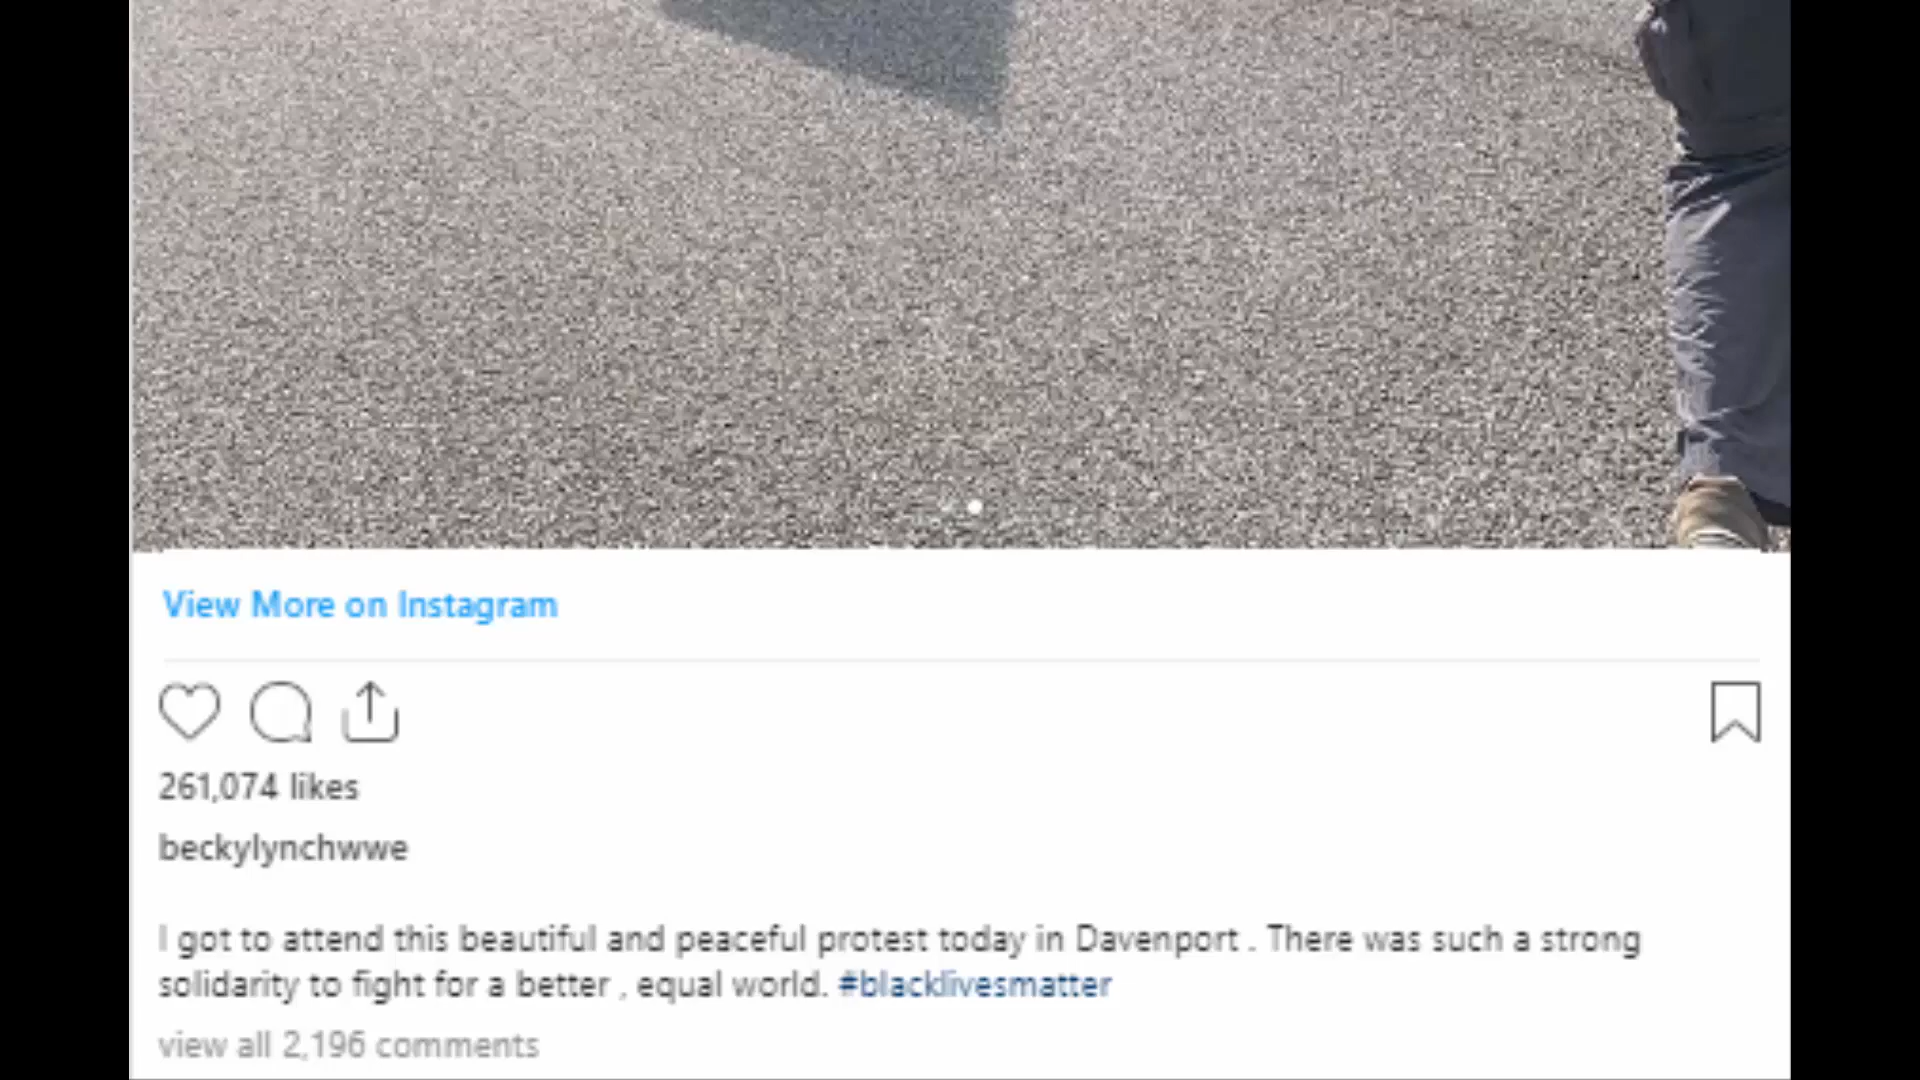 View More on Instagram
261,074 likes
beckylynchwwe
I got to attend this beautiful and peaceful protest today in Davenport . There was such a strong
solidarity to fight for a better , equal world. #blacklivesmatter
view all 2,196 comments